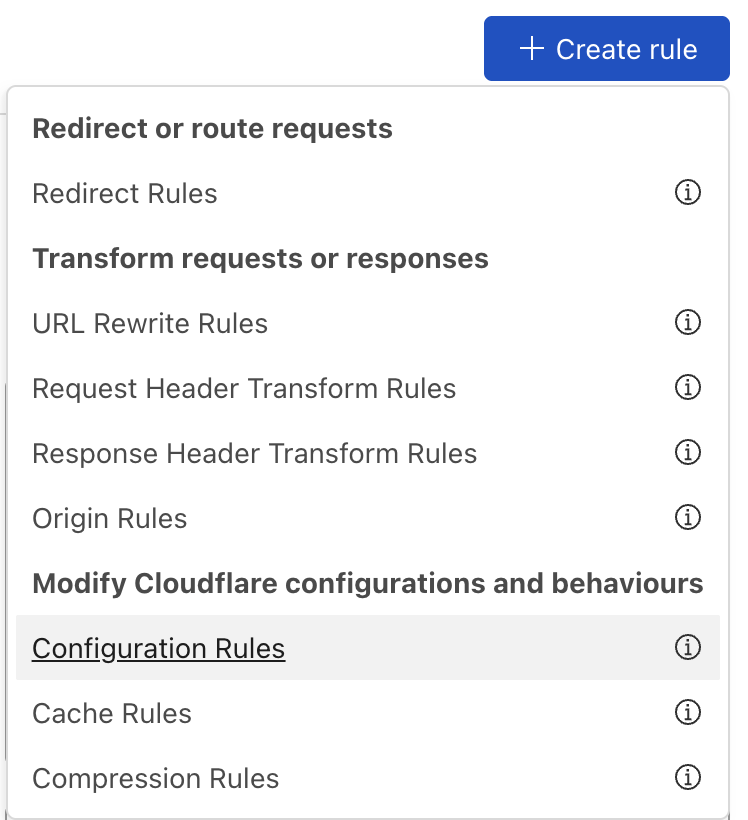 + Create rule
Redirect or route requests
Redirect Rules
Transform requests or responses
URL Rewrite Rules
Request Header Transform Rules
Response Header Transform Rules
Origin Rules
Modify Cloudflare configurations and behaviours
Configuration Rules
Cache Rules
Compression Rules